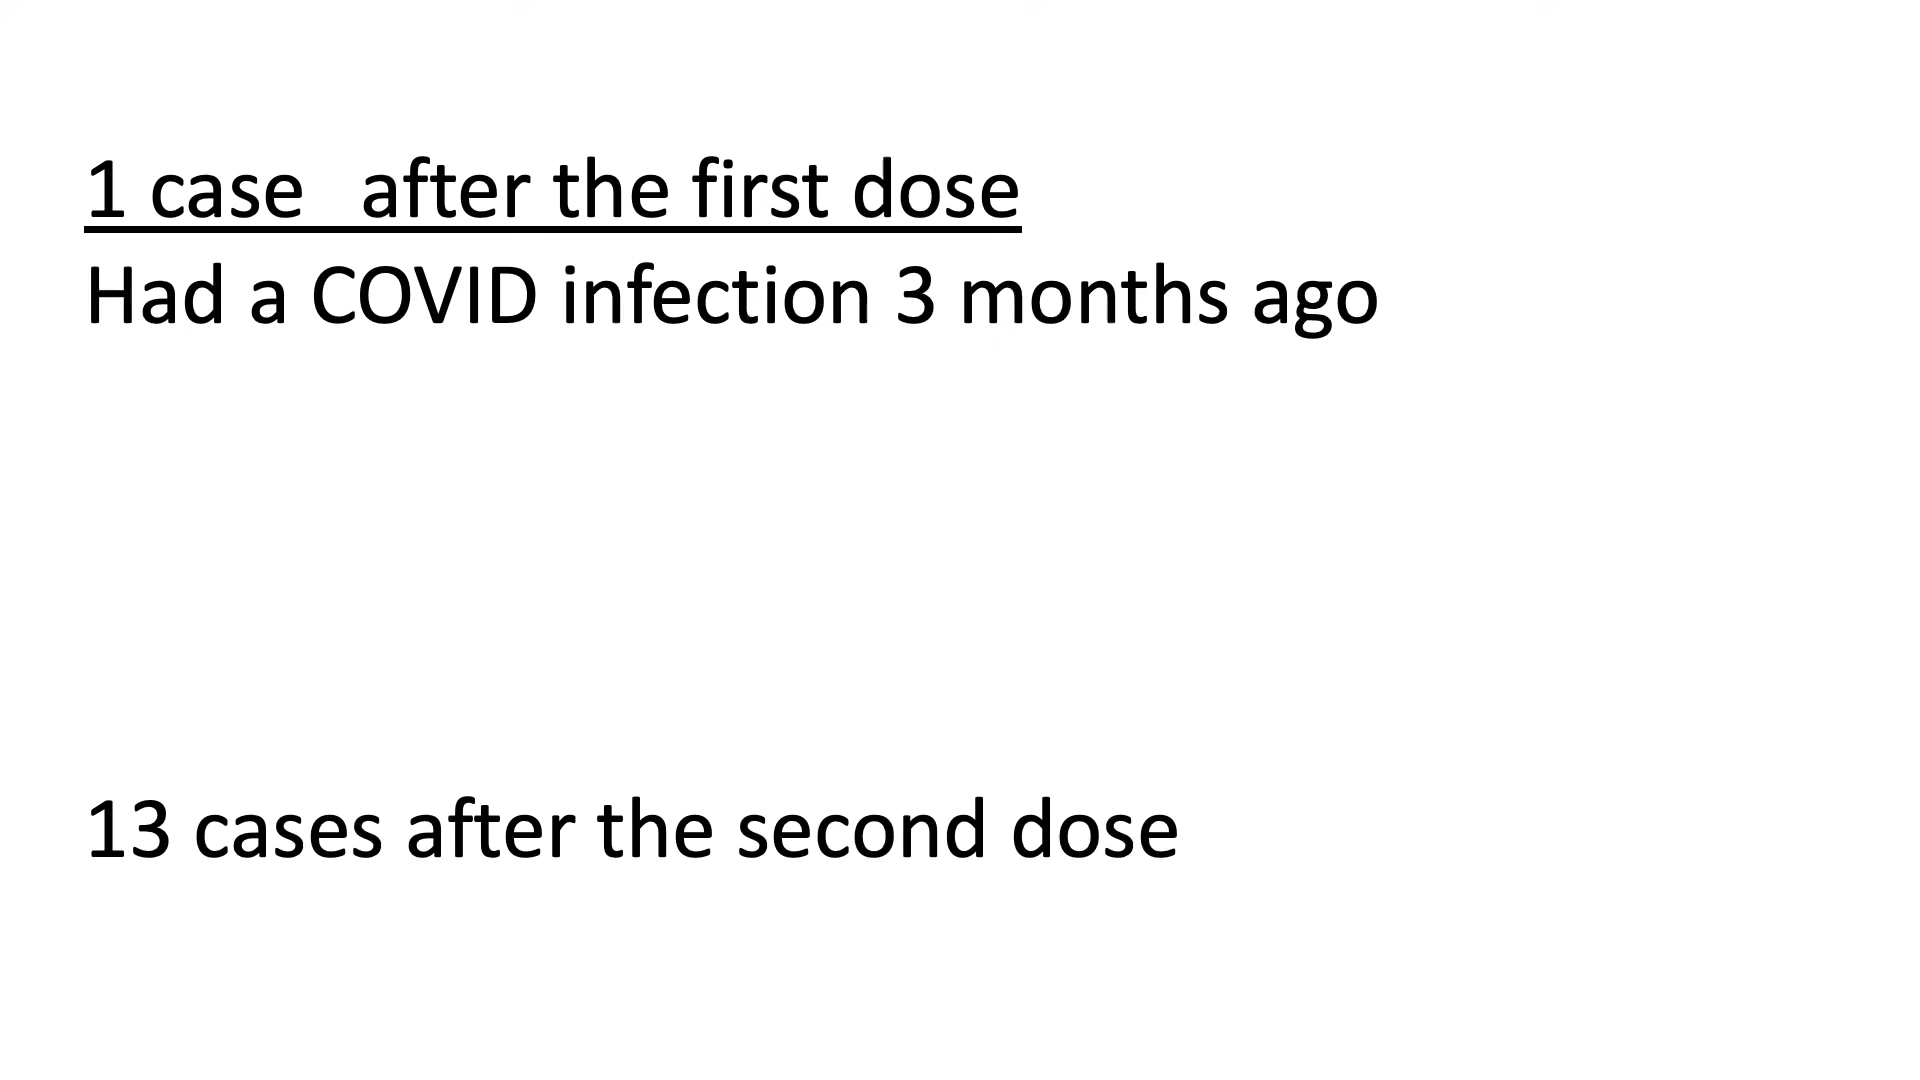 1 case   after the first dose
Had a COVID infection 3 months ago
13 cases after the second dose